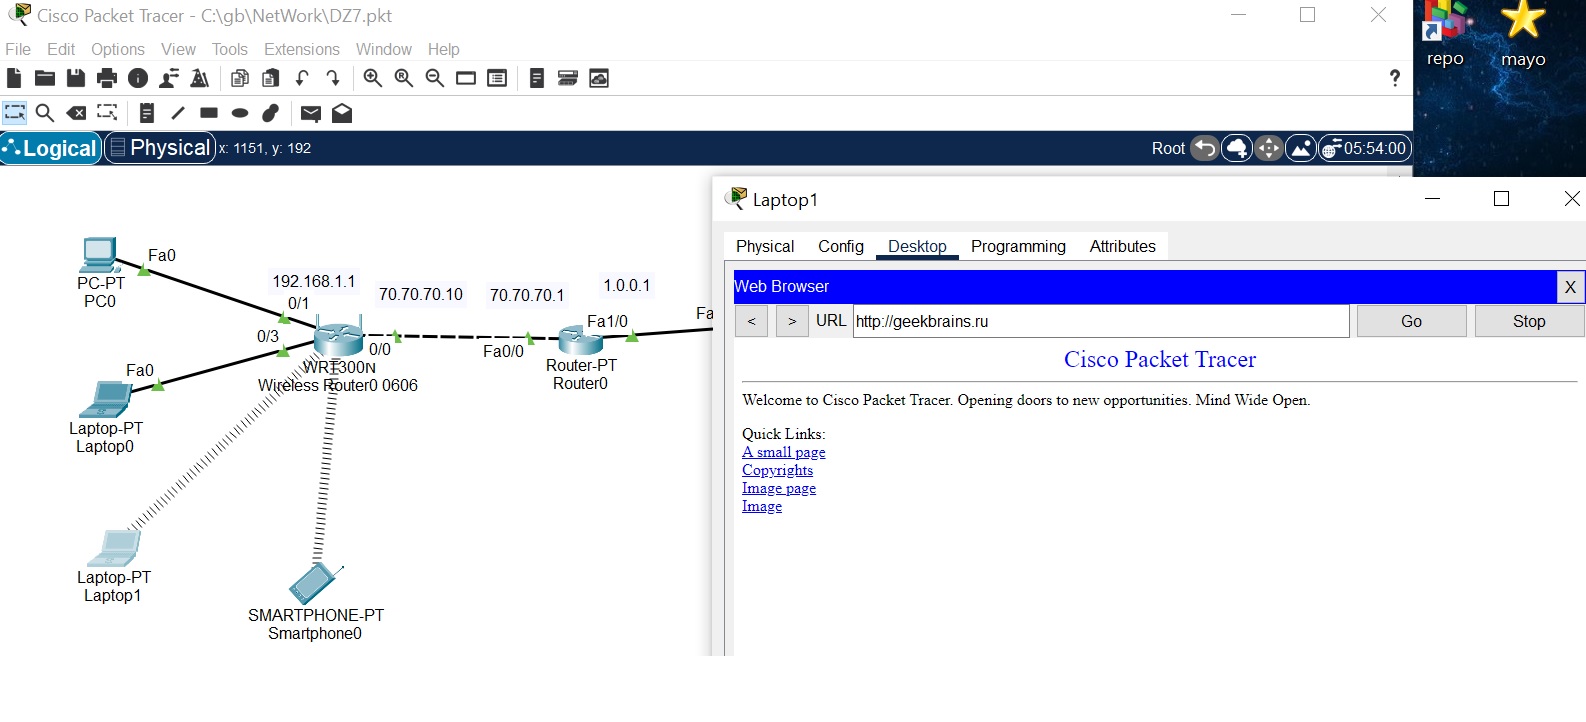 Cisco Packet Tracer - C:\gb\NetWork\DZ7.pkt
File Edit Options View Tools Extensions Window Help
repo
mayo
?
Logical Physical x: 1151, y: 192
Root 05:54:00
Laptop1
Physical Config Desktop Programming Attributes
Web Browser X
< > URL http://geekbrains.ru Go Stop
Cisco Packet Tracer
Welcome to Cisco Packet Tracer. Opening doors to new opportunities. Mind Wide Open.
Quick Links:
A small page
Copyrights
Image page
Image
Fa0
PC-PT
PC0
192.168.1.1
0/1
70.70.70.10
70.70.70.1
1.0.0.1
0/3
0/0
Fa0/0
Fa1/0
Fa
WRT300N
Wireless Router0 0606
Router-PT
Router0
Fa0
Laptop-PT
Laptop0
Laptop-PT
Laptop1
SMARTPHONE-PT
Smartphone0